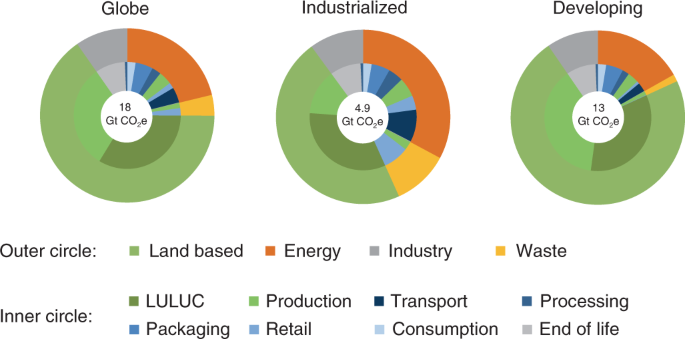 Globe Industrialized Developing
18 4.9 13
Gt CO₂e Gt CO₂e Gt CO₂e
Outer circle: Land based Energy Industry Waste
LULUC Production Transport Processing
Inner circle:
Packaging Retail Consumption End of life